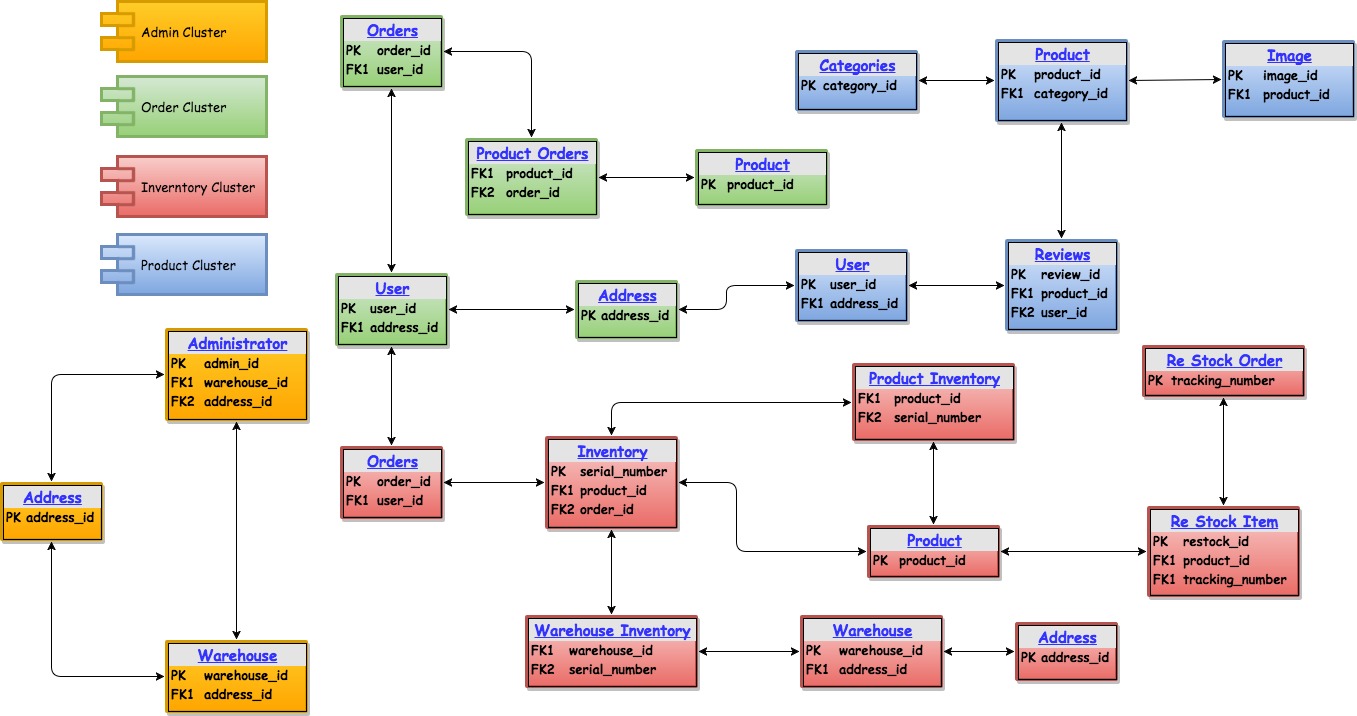 Admin Cluster
Order Cluster
Inverntory Cluster
Product Cluster
Orders
PK order_id
FK1 user_id
Product Orders
FK1 product_id
FK2 order_id
Product
PK product_id
Categories
PK category_id
Product
PK product_id
FK1 category_id
Image
PK image_id
FK1 product_id
User
PK user_id
FK1 address_id
Address
PK address_id
User
PK user_id
FK1 address_id
Reviews
PK review_id
FK1 product_id
FK2 user_id
Administrator
PK admin_id
FK1 warehouse_id
FK2 address_id
Address
PK address_id
Warehouse
PK warehouse_id
FK1 address_id
Orders
PK order_id
FK1 user_id
Inventory
PK serial_number
FK1 product_id
FK2 order_id
Product Inventory
FK1 product_id
FK2 serial_number
Product
PK product_id
Re Stock Order
PK tracking_number
Re Stock Item
PK restock_id
FK1 product_id
FK1 tracking_number
Warehouse Inventory
FK1 warehouse_id
FK2 serial_number
Warehouse
PK warehouse_id
FK1 address_id
Address
PK address_id